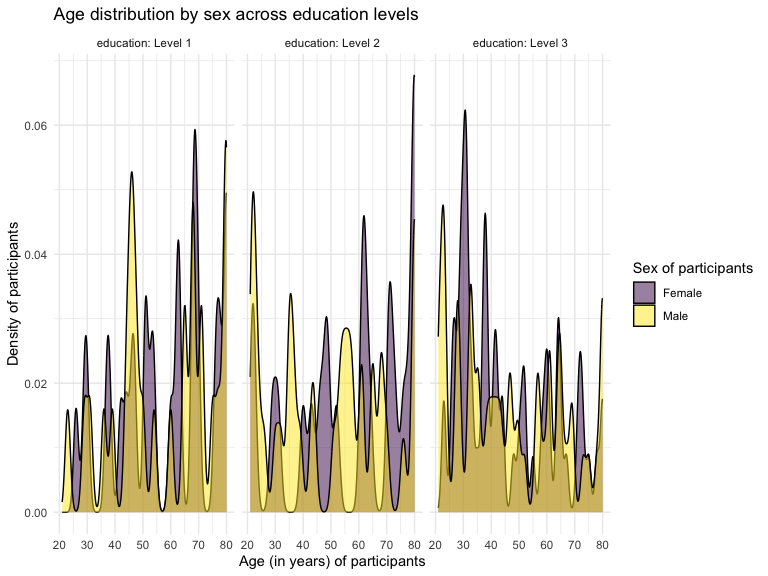 Age distribution by sex across education levels
education: Level 1 education: Level 2 education: Level 3
0.06
0.04
0.02
0.00
Density of participants
20 30 40 50 60 70 80 20 30 40 50 60 70 80 20 30 40 50 60 70 80
Age (in years) of participants
Sex of participants
Female
Male